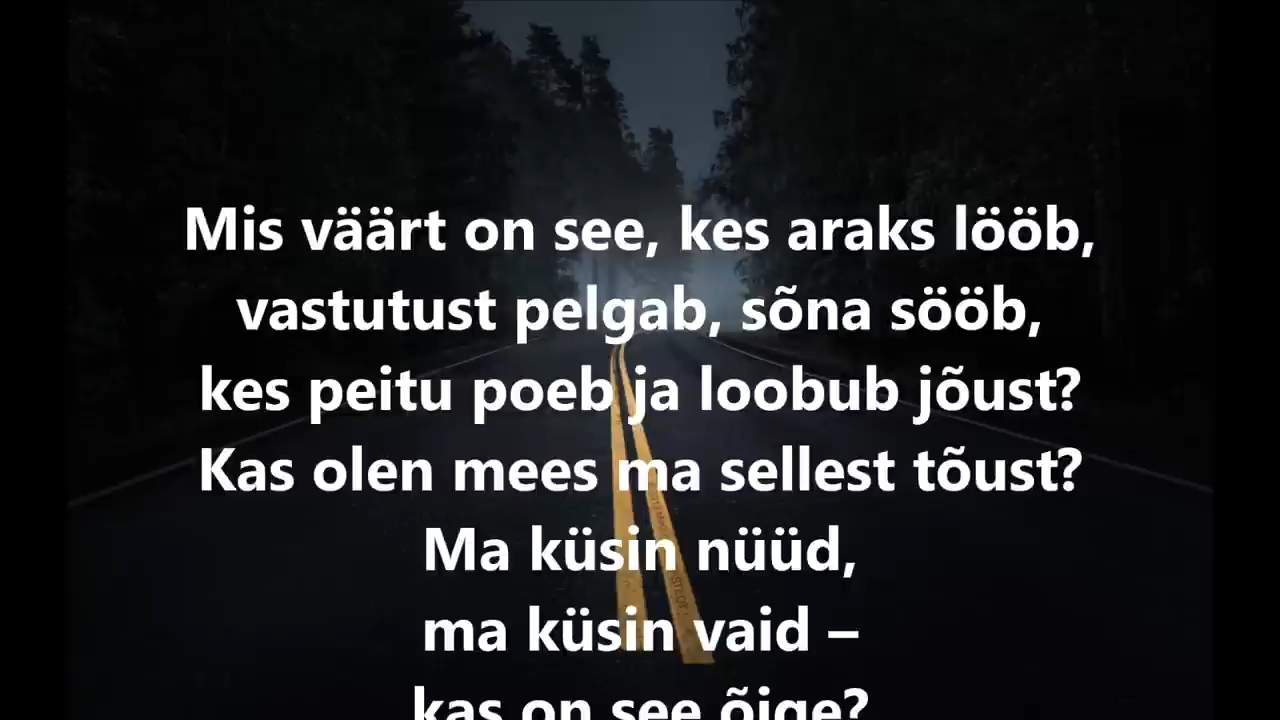 Mis väärt on see, kes araks lööb,
vastutust pelgab, sõna sööb,
kes peitu poeb ja loobub jõust?
Kas olen mees ma sellest tõust?
Ma küsin nüüd,
ma küsin vaid –
kas on see õige?